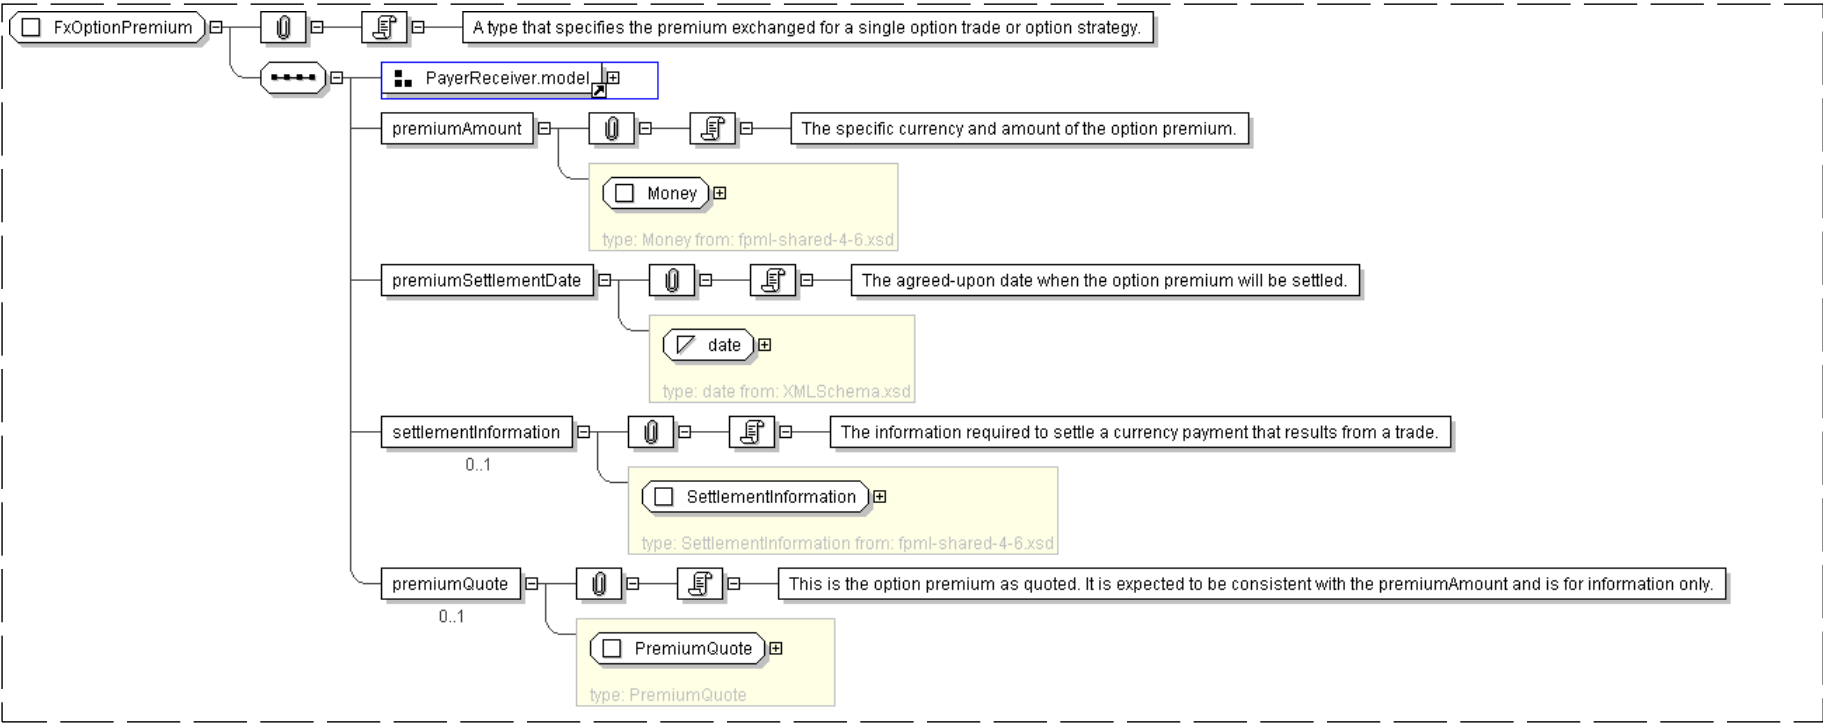 FxOptionPremium
A type that specifies the premium exchanged for a single option trade or option strategy.
PayerReceiver.model
premiumAmount
The specific currency and amount of the option premium.
Money
type: Money from: fpml-shared-4-6.xsd
premiumSettlementDate
The agreed-upon date when the option premium will be settled.
date
type: date from: XMLSchema.xsd
settlementInformation
The information required to settle a currency payment that results from a trade.
0..1
SettlementInformation
type: SettlementInformation from: fpml-shared-4-6.xsd
premiumQuote
This is the option premium as quoted. It is expected to be consistent with the premiumAmount and is for information only.
0..1
PremiumQuote
type: PremiumQuote